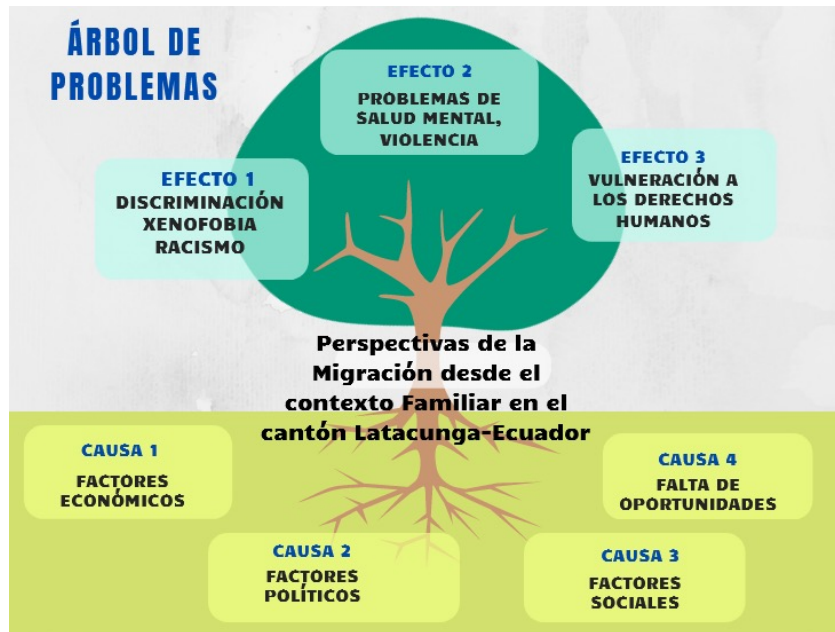 ÁRBOL DE
PROBLEMAS
EFECTO 2
PROBLEMAS DE
SALUD MENTAL,
VIOLENCIA
EFECTO 1
DISCRIMINACIÓN
XENOFOBIA
RACISMO
EFECTO 3
VULNERACIÓN A
LOS DERECHOS
HUMANOS
Perspectivas de la
Migración desde el
contexto Familiar en el
cantón Latacunga-Ecuador
CAUSA 1
FACTORES
ECONÓMICOS
CAUSA 2
FACTORES
POLÍTICOS
CAUSA 3
FACTORES
SOCIALES
CAUSA 4
FALTA DE
OPORTUNIDADES